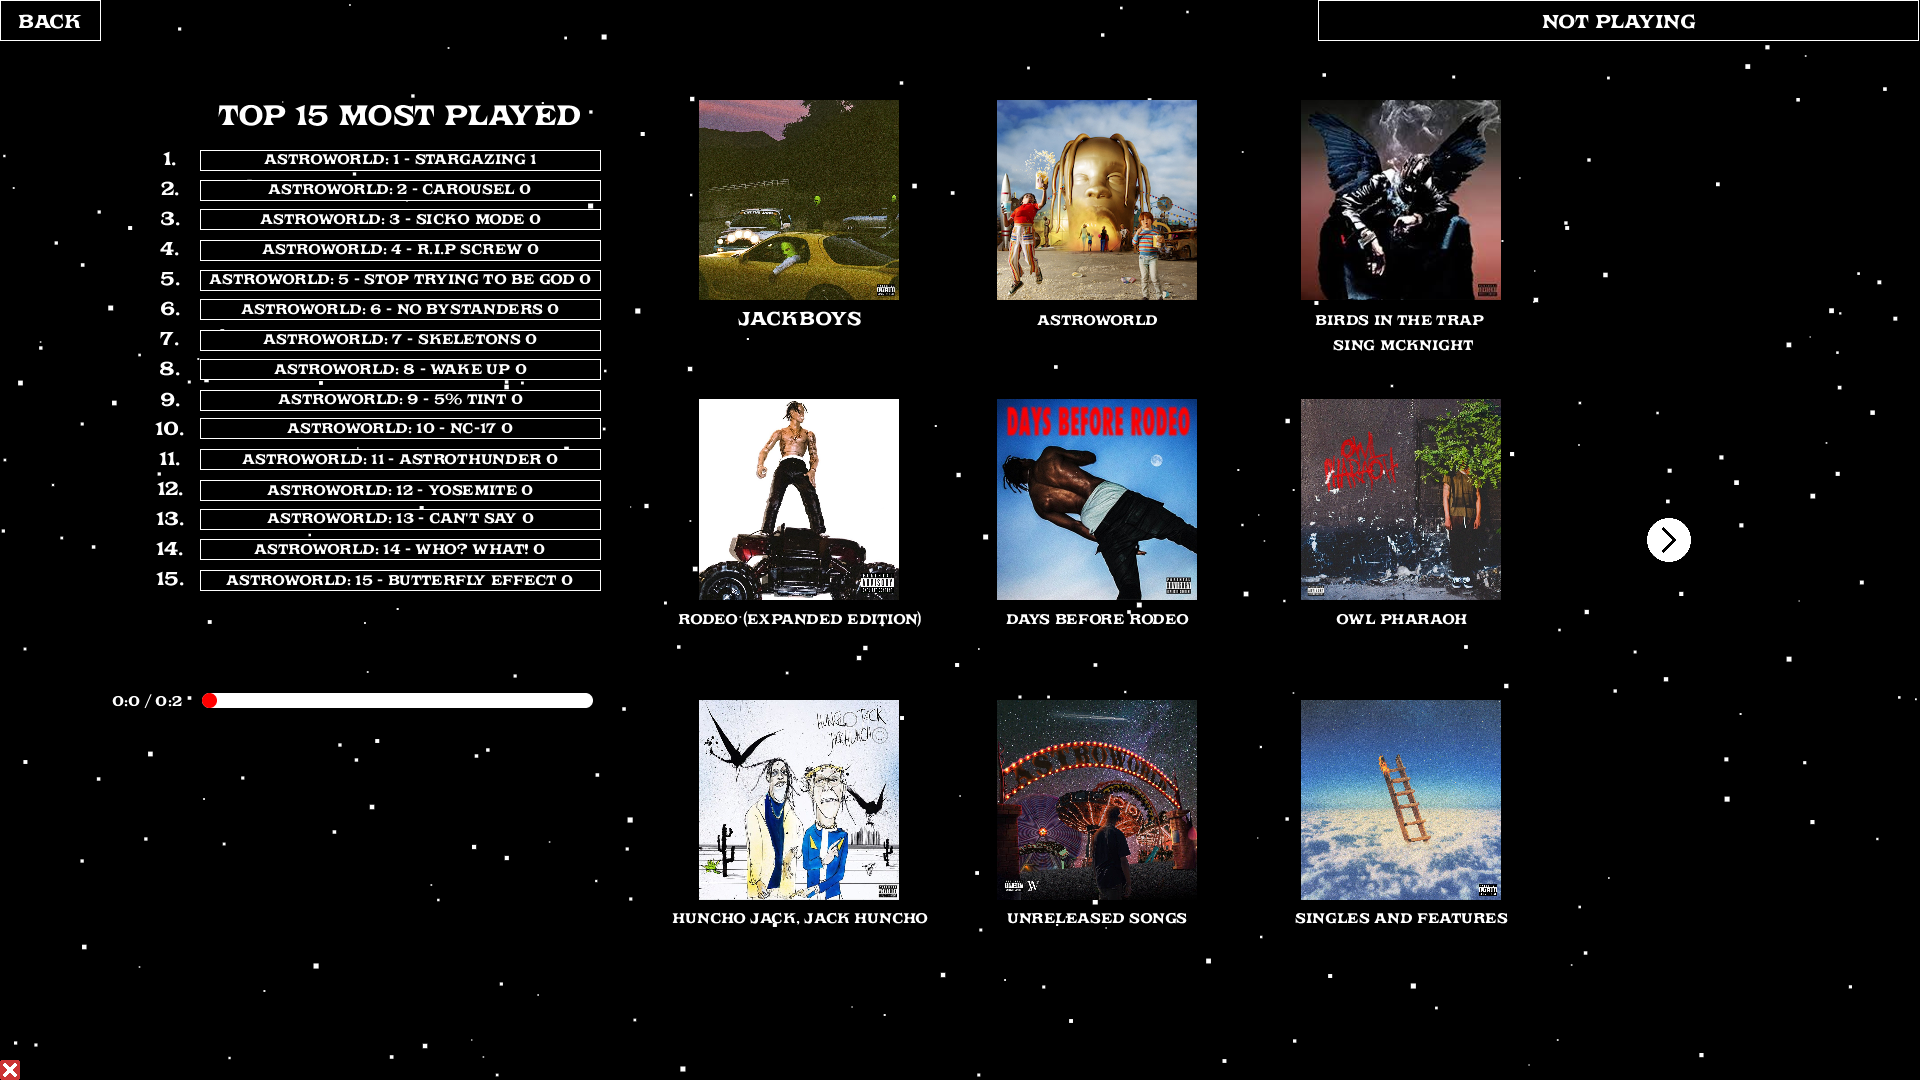 BACK
NOT PLAYING
TOP 15 MOST PLAYED
1. ASTROWORLD: 1 - STARGAZING 1
2. ASTROWORLD: 2 - CAROUSEL 0
3. ASTROWORLD: 3 - SICKO MODE 0
4. ASTROWORLD: 4 - R.I.P SCREW 0
5. ASTROWORLD: 5 - STOP TRYING TO BE GOD 0
6. ASTROWORLD: 6 - NO BYSTANDERS 0
7. ASTROWORLD: 7 - SKELETONS 0
8. ASTROWORLD: 8 - WAKE UP 0
9. ASTROWORLD: 9 - 5% TINT 0
10. ASTROWORLD: 10 - NC-17 0
11. ASTROWORLD: 11 - ASTROTHUNDER 0
12. ASTROWORLD: 12 - YOSEMITE 0
13. ASTROWORLD: 13 - CAN'T SAY 0
14. ASTROWORLD: 14 - WHO? WHAT! 0
15. ASTROWORLD: 15 - BUTTERFLY EFFECT 0
0:0 / 0:2
JACKBOYS
ASTROWORLD
BIRDS IN THE TRAP
SING MCKNIGHT
DAYS BEFORE RODEO
OWL
PHARAOH
RODEO (EXPANDED EDITION)
DAYS BEFORE RODEO
OWL PHARAOH
HUNCHO JACK
JACK HUNCHO
ASTROWORLD
HUNCHO JACK, JACK HUNCHO
UNRELEASED SONGS
SINGLES AND FEATURES